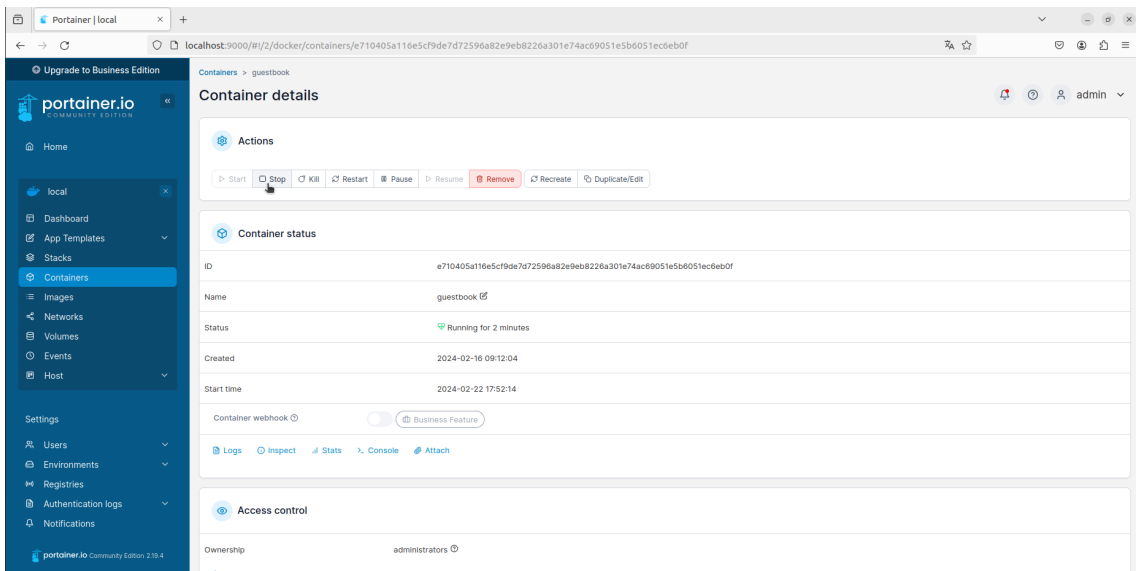 Portainer | local
localhost:9000/#!/2/docker/containers/e710405a116e5cf9de7d72596a82e9eb8226a301e74ac69051e5b6051ec6eb0f
Upgrade to Business Edition
portainer.io
COMMUNITY EDITION
Home
local
Dashboard
App Templates
Stacks
Containers
Images
Networks
Volumes
Events
Host
Settings
Users
Environments
Registries
Authentication logs
Notifications
portainer.io Community Edition 2.19.4
Containers > guestbook
Container details
admin
Actions
Start Stop Kill Restart Pause Resume Remove Recreate Duplicate/Edit
Container status
ID e710405a116e5cf9de7d72596a82e9eb8226a301e74ac69051e5b6051ec6eb0f
Name guestbook
Status Running for 2 minutes
Created 2024-02-16 09:12:04
Start time 2024-02-22 17:52:14
Container webhook Business Feature
Logs Inspect Stats Console Attach
Access control
Ownership administrators